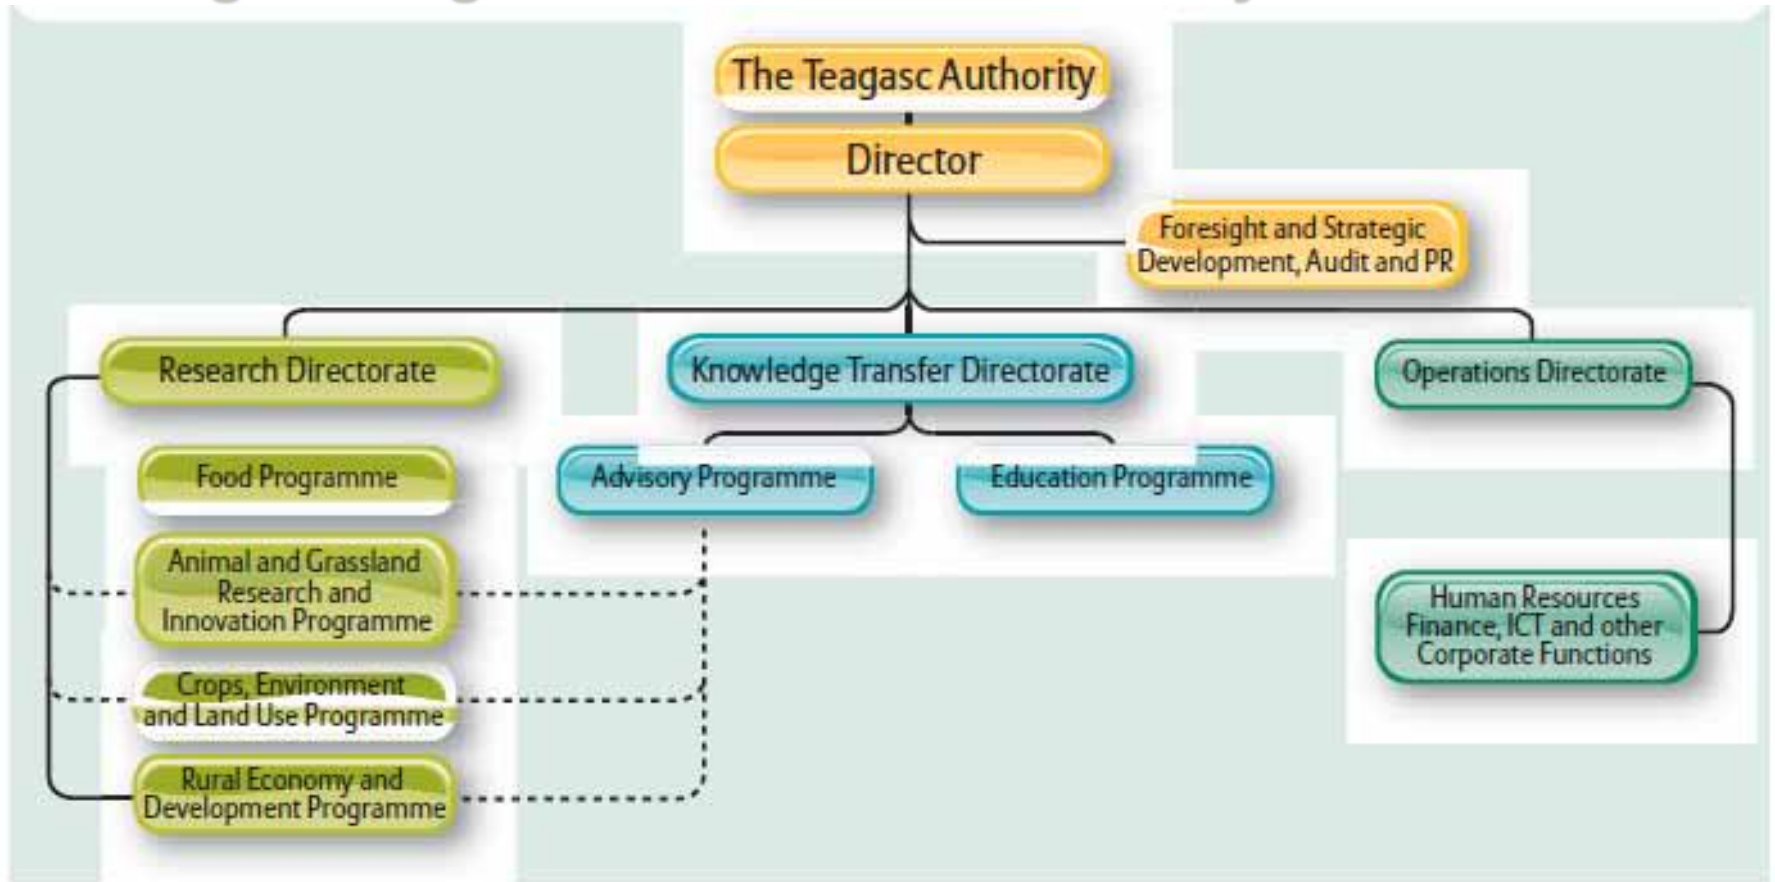 The Teagasc Authority
Director
Foresight and Strategic
Development, Audit and PR
Research Directorate
Knowledge Transfer Directorate
Operations Directorate
Food Programme
Advisory Programme
Education Programme
Animal and Grassland
Research and
Innovation Programme
Human Resources
Finance, ICT and other
Corporate Functions
Crops, Environment
and Land Use Programme
Rural Economy and
Development Programme